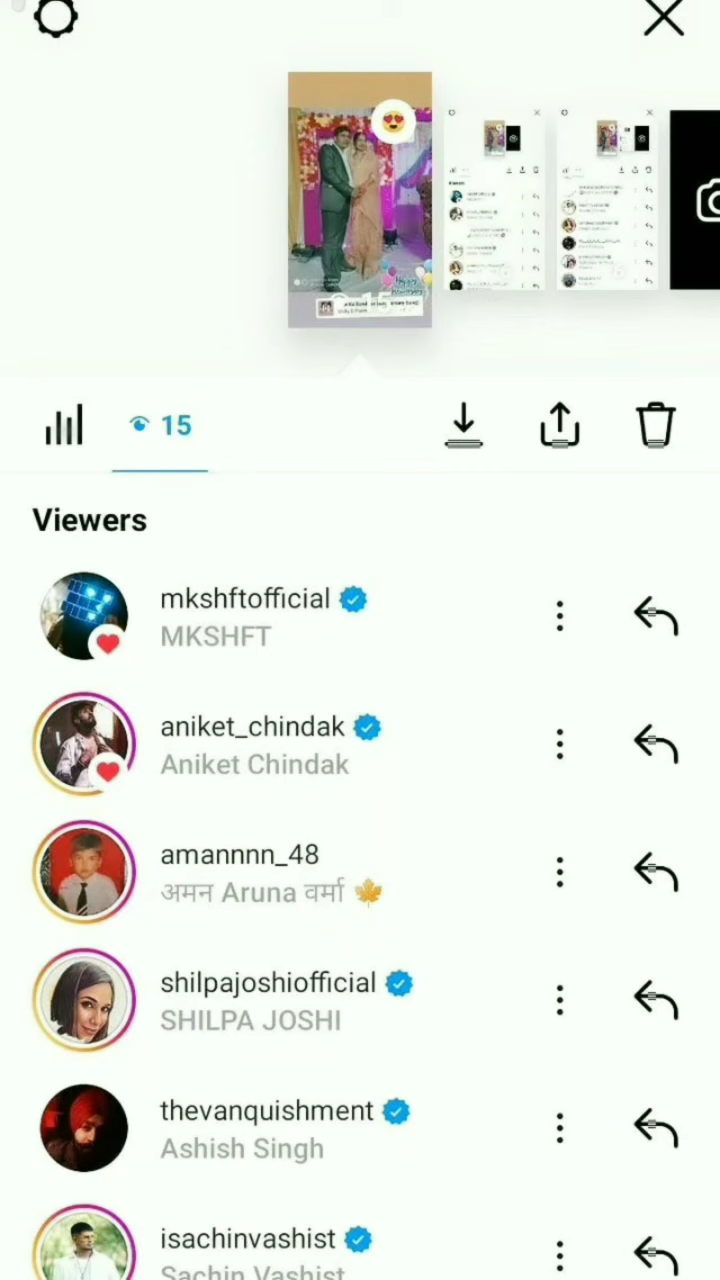 15
Viewers
mkshftofficial
MKSHFT
aniket_chindak
Aniket Chindak
amannnn_48
अमन Aruna वर्मा 🍁
shilpajoshiofficial
SHILPA JOSHI
thevanquishment
Ashish Singh
isachinvashist
Sachin Vashist